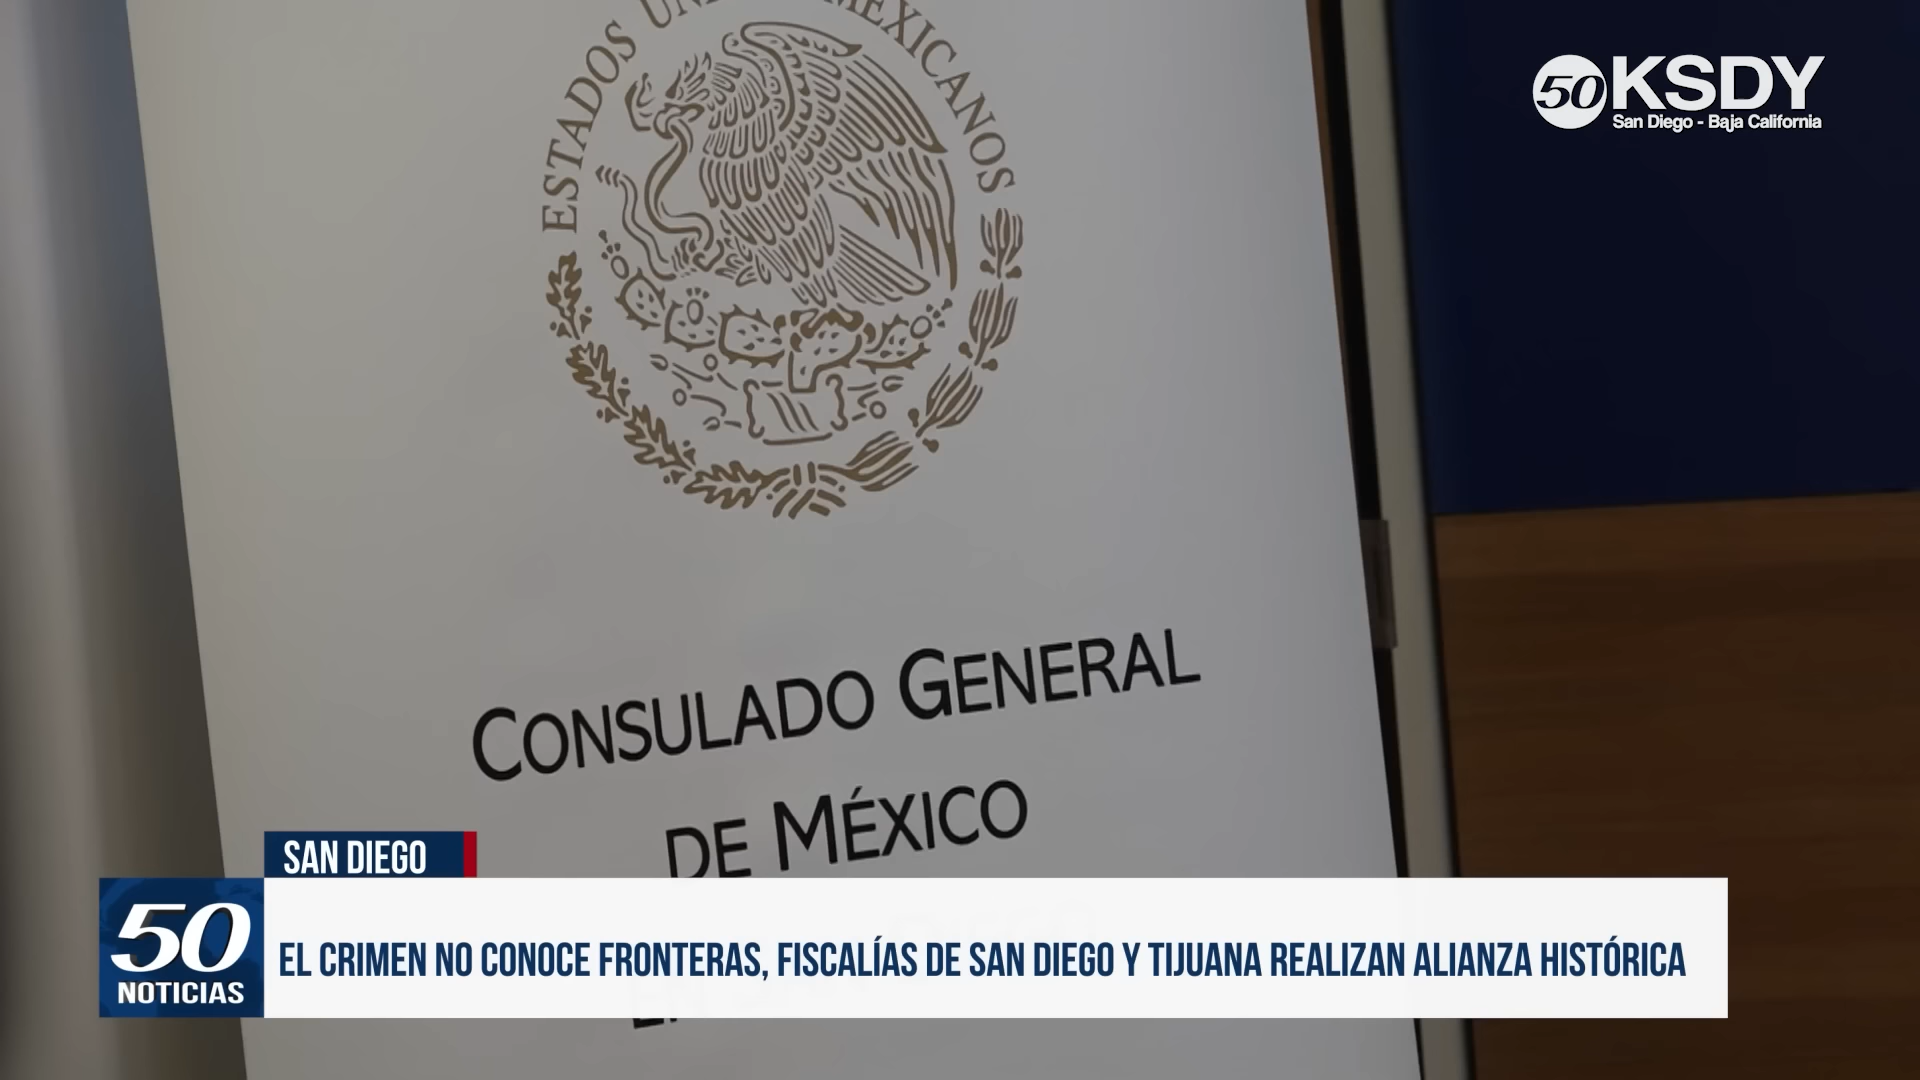 ESTADOS UNIDOS MEXICANOS
50 KSDY
San Diego - Baja California
CONSULADO GENERAL
DE MÉXICO
SAN DIEGO
50
NOTICIAS
EL CRIMEN NO CONOCE FRONTERAS, FISCALÍAS DE SAN DIEGO Y TIJUANA REALIZAN ALIANZA HISTÓRICA